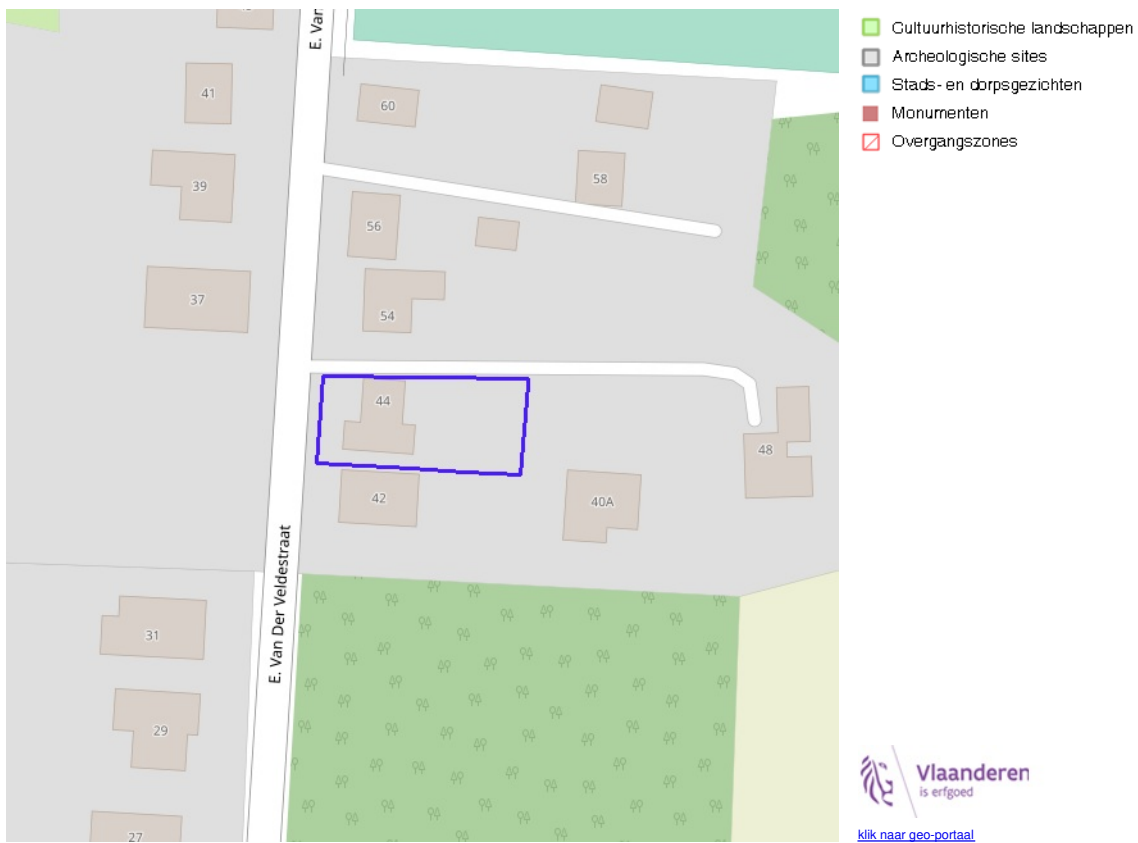 E. Van
41
60
39
58
56
37
54
44
48
42
40A
E. Van Der Veldestraat
31
29
27
Cultuurhistorische landschappen
Archeologische sites
Stads- en dorpsgezichten
Monumenten
Overgangszones
Vlaanderen
is erfgoed
klik naar geo-portaal